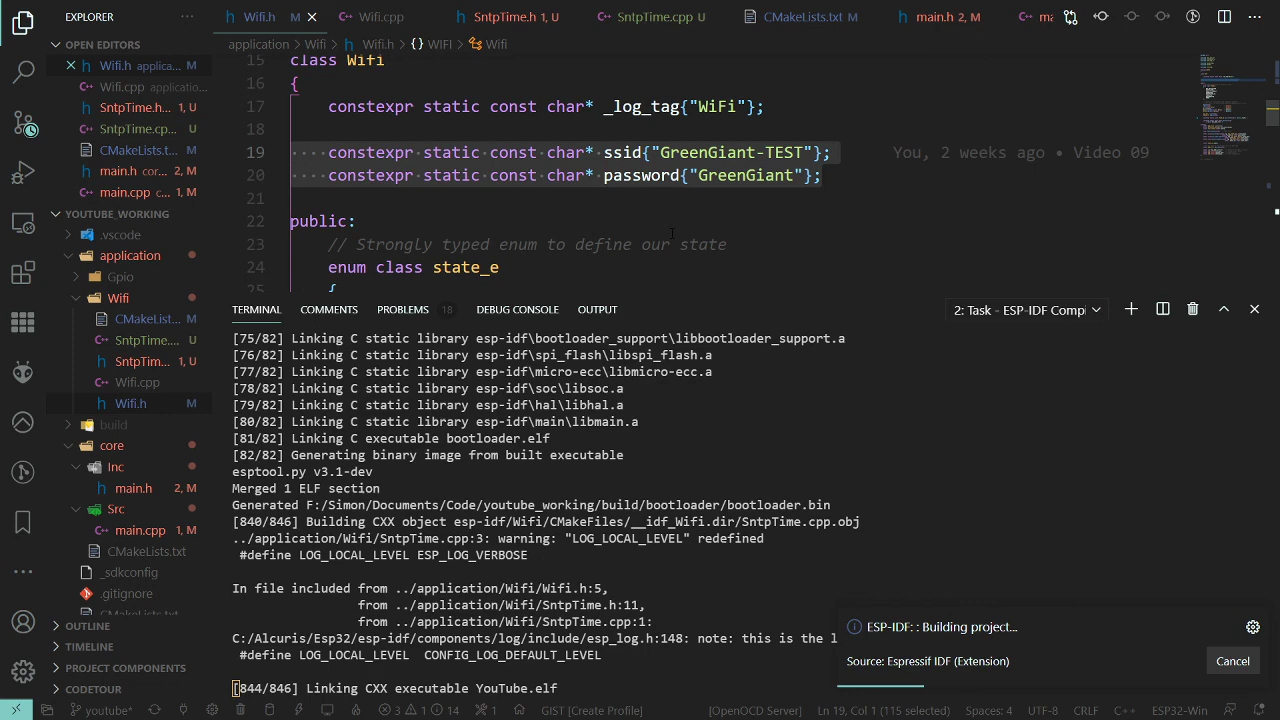 EXPLORER
Wifi.h M
Wifi.cpp
SntpTime.h 1, U
SntpTime.cpp U
CMakeLists.txt M
main.h 2, M
OPEN EDITORS
application > Wifi > Wifi.h > {} WIFI > Wifi
Wifi.h applica... M
Wifi.cpp applicatio...
SntpTime.h... 1, U
SntpTime.cp... U
CMakeLists.t... M
main.h cor... 2, M
main.cpp c... 1, M
YOUTUBE_WORKING
.vscode
application
Gpio
Wifi
CMakeList... M
SntpTime.... U
SntpTim... 1, U
Wifi.cpp
Wifi.h M
build
core
Inc
main.h 2, M
Src
main.cpp 1, M
CMakeLists.txt
_sdkconfig
.gitignore
CMakeLists.txt
OUTLINE
TIMELINE
PROJECT COMPONENTS
CODETOUR
15 class Wifi
16 {
17 constexpr static const char* _log_tag{"WiFi"};
18
19 ····constexpr·static·const·char*·ssid{"GreenGiant-TEST"}; You, 2 weeks ago • Video 09
20 ····constexpr·static·const·char*·password{"GreenGiant"};
21
22 public:
23 // Strongly typed enum to define our state
24 enum class state_e
25 {
TERMINAL COMMENTS PROBLEMS 18 DEBUG CONSOLE OUTPUT 2: Task - ESP-IDF Compi
[75/82] Linking C static library esp-idf\bootloader_support\libbootloader_support.a
[76/82] Linking C static library esp-idf\spi_flash\libspi_flash.a
[77/82] Linking C static library esp-idf\micro-ecc\libmicro-ecc.a
[78/82] Linking C static library esp-idf\soc\libsoc.a
[79/82] Linking C static library esp-idf\hal\libhal.a
[80/82] Linking C static library esp-idf\main\libmain.a
[81/82] Linking C executable bootloader.elf
[82/82] Generating binary image from built executable
esptool.py v3.1-dev
Merged 1 ELF section
Generated F:/Simon/Documents/Code/youtube_working/build/bootloader/bootloader.bin
[840/846] Building CXX object esp-idf/Wifi/CMakeFiles/__idf_Wifi.dir/SntpTime.cpp.obj
../application/Wifi/SntpTime.cpp:3: warning: "LOG_LOCAL_LEVEL" redefined
#define LOG_LOCAL_LEVEL ESP_LOG_VERBOSE
In file included from ../application/Wifi/Wifi.h:5,
from ../application/Wifi/SntpTime.h:11,
from ../application/Wifi/SntpTime.cpp:1:
C:/Alcuris/Esp32/esp-idf/components/log/include/esp_log.h:148: note: this is the l
#define LOG_LOCAL_LEVEL CONFIG_LOG_DEFAULT_LEVEL
[844/846] Linking CXX executable YouTube.elf
ESP-IDF: : Building project...
Source: Espressif IDF (Extension)
Cancel
youtube* 3 1 14 1 GIST [Create Profile] [OpenOCD Server] Ln 19, Col 1 (115 selected) Spaces: 4 UTF-8 CRLF C++ ESP32-Win